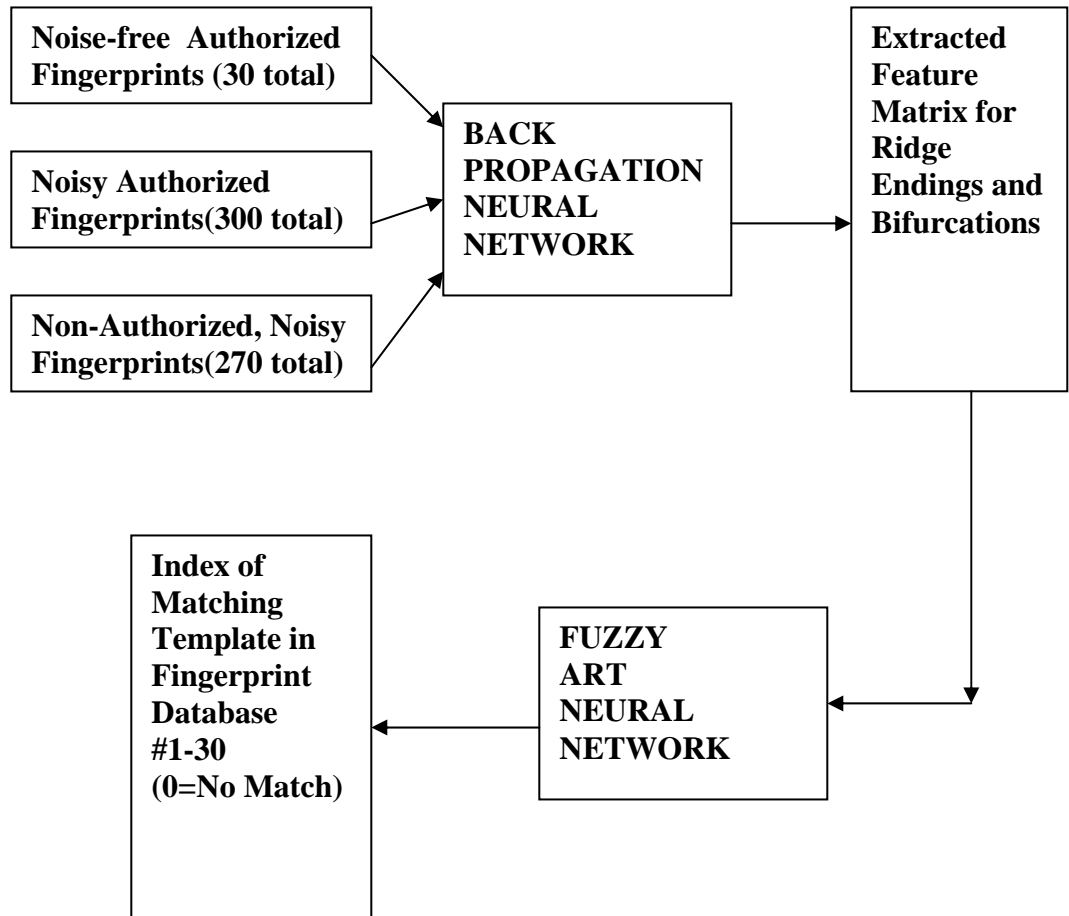 Noise-free Authorized
Fingerprints (30 total)
Noisy Authorized
Fingerprints(300 total)
Non-Authorized, Noisy
Fingerprints(270 total)
BACK
PROPAGATION
NEURAL
NETWORK
Extracted
Feature
Matrix for
Ridge
Endings and
Bifurcations
FUZZY
ART
NEURAL
NETWORK
Index of
Matching
Template in
Fingerprint
Database
#1-30
(0=No Match)